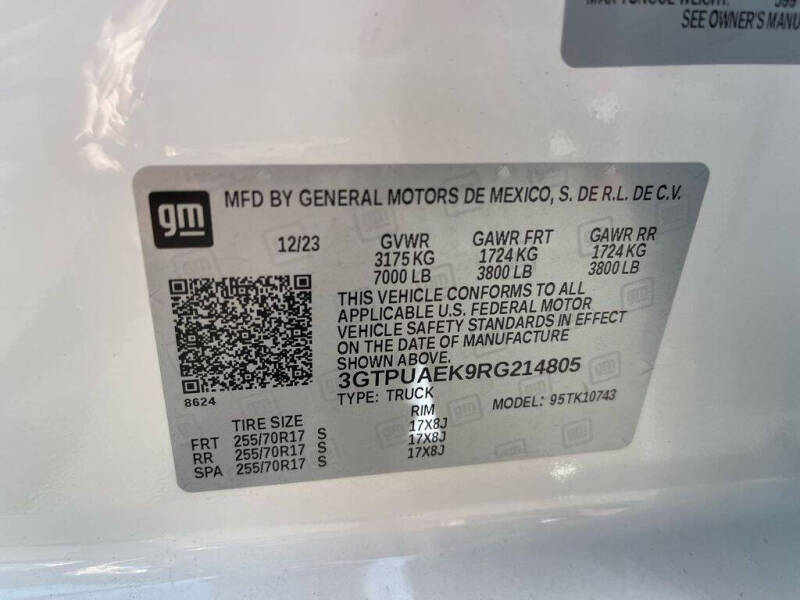 SEE OWNER'S MANU
gm
MFD BY GENERAL MOTORS DE MEXICO, S. DE R.L. DE C.V.
12/23 GVWR GAWR FRT GAWR RR
3175 KG 1724 KG 1724 KG
7000 LB 3800 LB 3800 LB
THIS VEHICLE CONFORMS TO ALL
APPLICABLE U.S. FEDERAL MOTOR
VEHICLE SAFETY STANDARDS IN EFFECT
ON THE DATE OF MANUFACTURE
SHOWN ABOVE.
3GTPUAEK9RG214805
8624
TYPE: TRUCK MODEL: 95TK10743
TIRE SIZE RIM
FRT 255/70R17 S 17X8J
RR 255/70R17 S 17X8J
SPA 255/70R17 S 17X8J